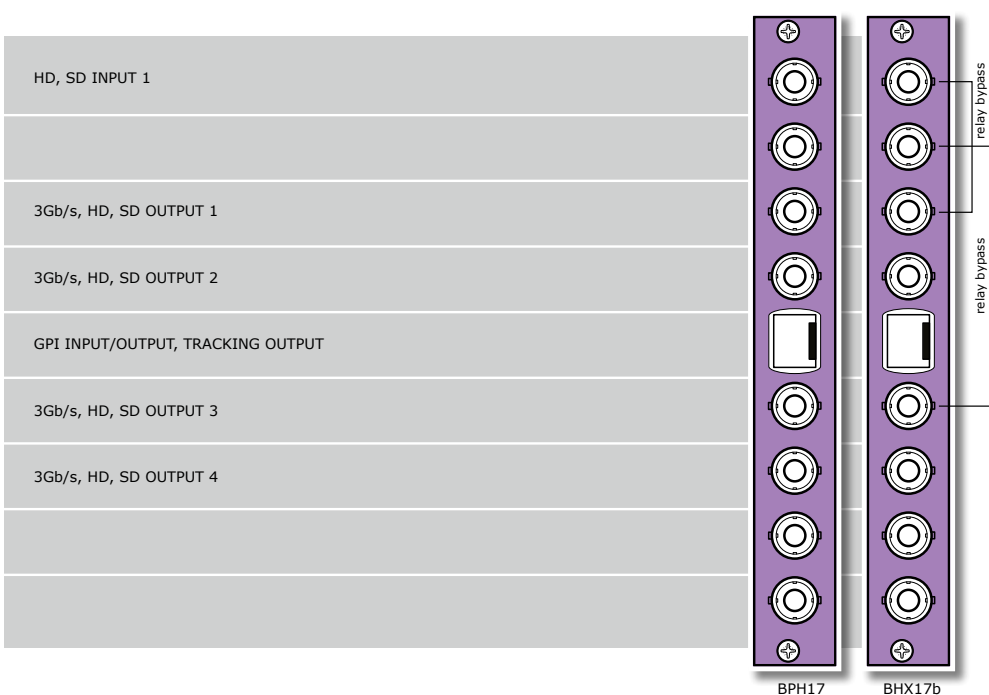 HD, SD INPUT 1
3Gb/s, HD, SD OUTPUT 1
3Gb/s, HD, SD OUTPUT 2
GPI INPUT/OUTPUT, TRACKING OUTPUT
3Gb/s, HD, SD OUTPUT 3
3Gb/s, HD, SD OUTPUT 4
relay bypass
relay bypass
BPH17
BHX17b